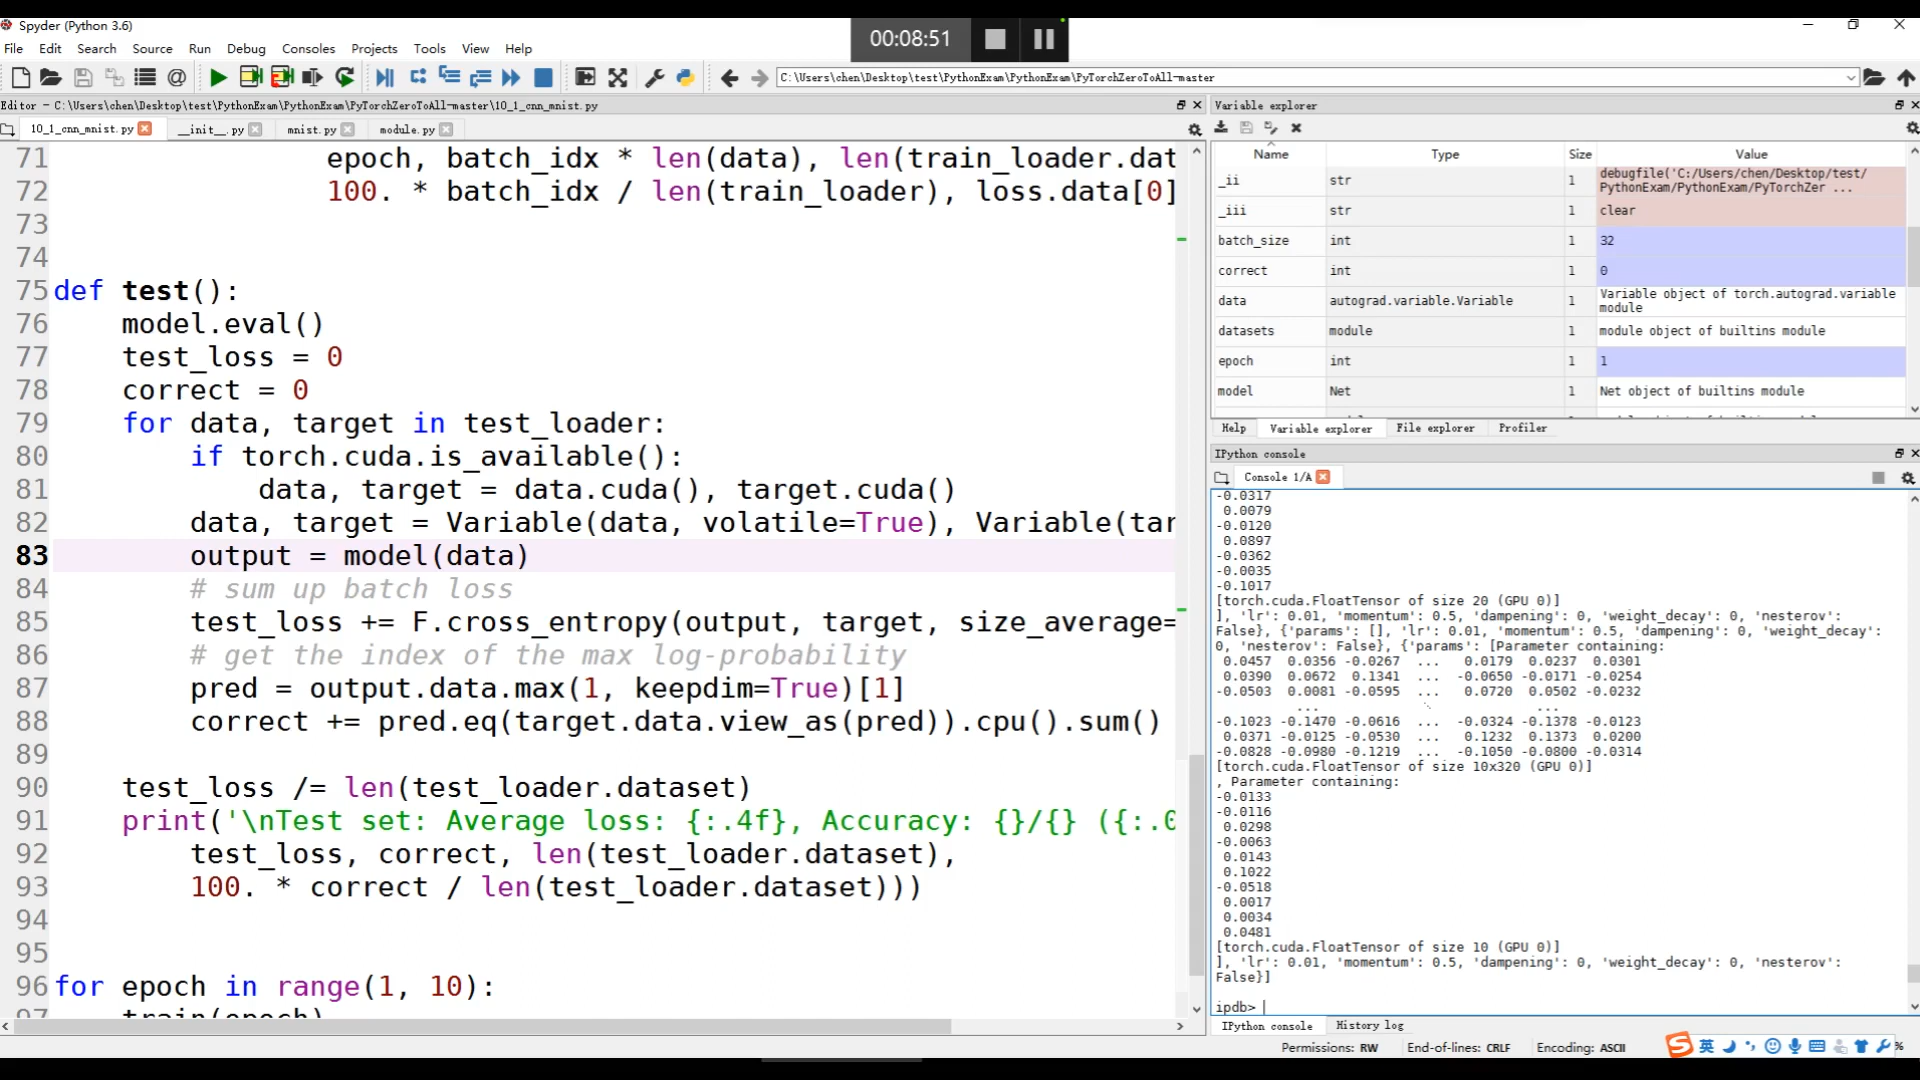 Spyder (Python 3.6)
00:08:51
File Edit Search Source Run Debug Consoles Projects Tools View Help
C:\Users\chen\Desktop\test\PythonExam\PythonExam\PyTorchZeroToAll-master
Editor - C:\Users\chen\Desktop\test\PythonExam\PythonExam\PyTorchZeroToAll-master\10_1_cnn_mnist.py
10_1_cnn_mnist.py __init__.py mnist.py module.py
71 epoch, batch_idx * len(data), len(train_loader.dat
72 100. * batch_idx / len(train_loader), loss.data[0]
73
74
75 def test():
76 model.eval()
77 test_loss = 0
78 correct = 0
79 for data, target in test_loader:
80 if torch.cuda.is_available():
81 data, target = data.cuda(), target.cuda()
82 data, target = Variable(data, volatile=True), Variable(tar
83 output = model(data)
84 # sum up batch loss
85 test_loss += F.cross_entropy(output, target, size_average=
86 # get the index of the max log-probability
87 pred = output.data.max(1, keepdim=True)[1]
88 correct += pred.eq(target.data.view_as(pred)).cpu().sum()
89
90 test_loss /= len(test_loader.dataset)
91 print('\nTest set: Average loss: {:.4f}, Accuracy: {}/{} ({:.0
92 test_loss, correct, len(test_loader.dataset),
93 100. * correct / len(test_loader.dataset)))
94
95
96 for epoch in range(1, 10):
97 train(epoch)
Variable explorer
Name Type Size Value
_ii str 1 debugfile('C:/Users/chen/Desktop/test/
PythonExam/PythonExam/PyTorchZer ...
_iii str 1 clear
batch_size int 1 32
correct int 1 0
data autograd.variable.Variable 1 Variable object of torch.autograd.variable
module
datasets module 1 module object of builtins module
epoch int 1 1
model Net 1 Net object of builtins module
Help Variable explorer File explorer Profiler
IPython console
Console 1/A
-0.0317
0.0079
-0.0120
0.0897
-0.0362
-0.0035
-0.1017
[torch.cuda.FloatTensor of size 20 (GPU 0)]
], 'lr': 0.01, 'momentum': 0.5, 'dampening': 0, 'weight_decay': 0, 'nesterov':
False}, {'params': [], 'lr': 0.01, 'momentum': 0.5, 'dampening': 0, 'weight_decay':
0, 'nesterov': False}, {'params': [Parameter containing:
0.0457 0.0356 -0.0267 ... 0.0179 0.0237 0.0301
0.0390 0.0672 0.1341 ... -0.0650 -0.0171 -0.0254
-0.0503 0.0081 -0.0595 ... 0.0720 0.0502 -0.0232
... ⋱ ...
-0.1023 -0.1470 -0.0616 ... -0.0324 -0.1378 -0.0123
0.0371 -0.0125 -0.0530 ... 0.1232 0.1373 0.0200
-0.0828 -0.0980 -0.1219 ... -0.1050 -0.0800 -0.0314
[torch.cuda.FloatTensor of size 10x320 (GPU 0)]
, Parameter containing:
-0.0133
-0.0116
0.0298
-0.0063
0.0143
0.1022
-0.0518
0.0017
0.0034
0.0481
[torch.cuda.FloatTensor of size 10 (GPU 0)]
], 'lr': 0.01, 'momentum': 0.5, 'dampening': 0, 'weight_decay': 0, 'nesterov':
False}]
ipdb>
IPython console History log
Permissions: RW End-of-lines: CRLF Encoding: ASCII 英 %